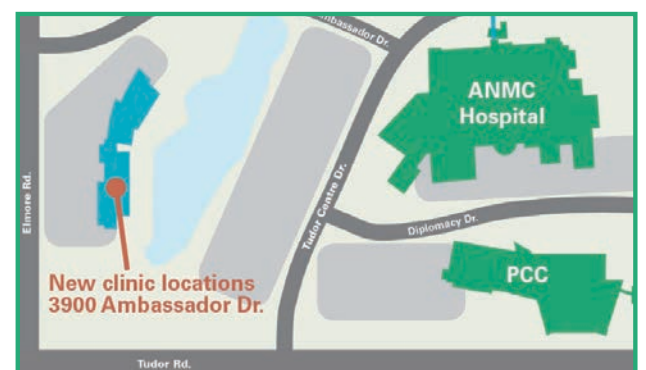 Ambassador Dr.
ANMC
Hospital
Elmore Rd.
Tudor Centre Dr.
Diplomacy Dr.
New clinic locations
3900 Ambassador Dr.
PCC
Tudor Rd.